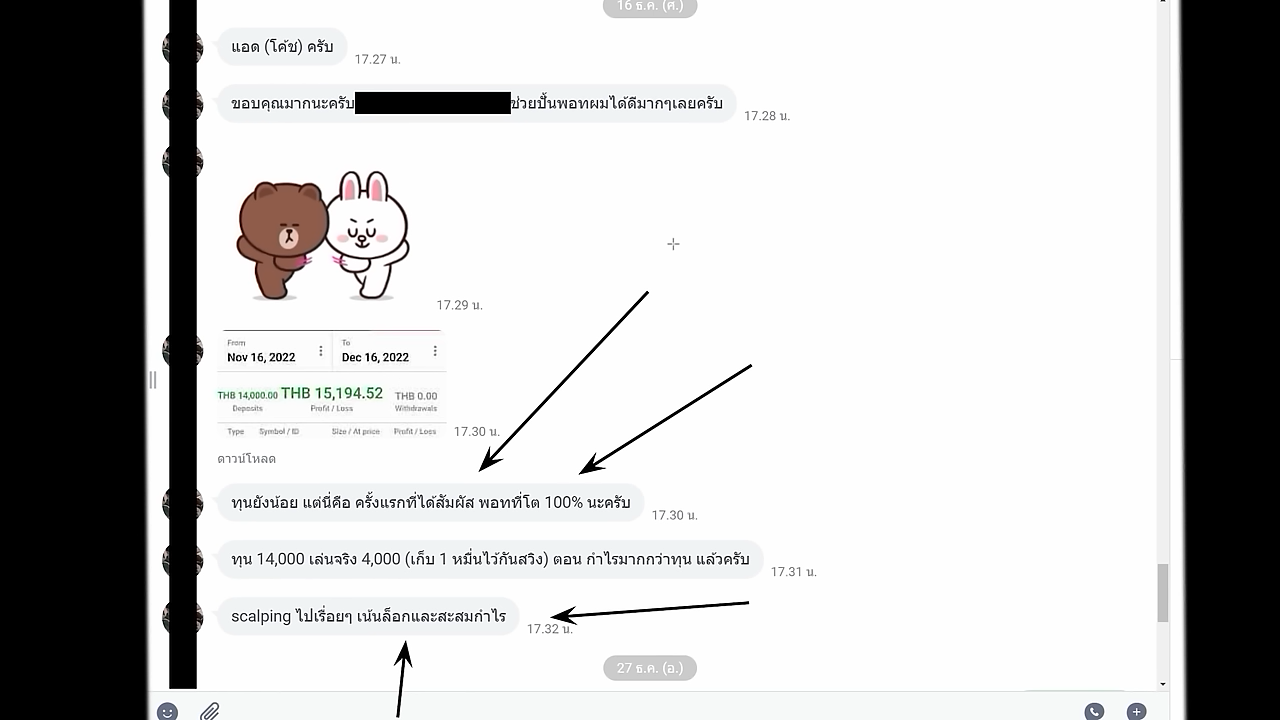 16 ธ.ค. (ศ.)
แอด (โค้ช) ครับ
17.27 น.
ขอบคุณมากนะครับ ช่วยปั้นพอทผมได้ดีมากๆเลยครับ
17.28 น.
17.29 น.
From
Nov 16, 2022
To
Dec 16, 2022
THB 14,000.00 THB 15,194.52 THB 0.00
Deposits Profit / Loss Withdrawals
Type Symbol / ID Size / At price Profit / Loss
17.30 น.
ดาวน์โหลด
ทุนยังน้อย แต่นี่คือ ครั้งแรกที่ได้สัมผัส พอทที่โต 100% นะครับ
17.30 น.
ทุน 14,000 เล่นจริง 4,000 (เก็บ 1 หมื่นไว้กันสวิง) ตอน กำไรมากกว่าทุน แล้วครับ
17.31 น.
scalping ไปเรื่อยๆ เน้นล็อกและสะสมกำไร
17.32 น.
27 ธ.ค. (อ.)